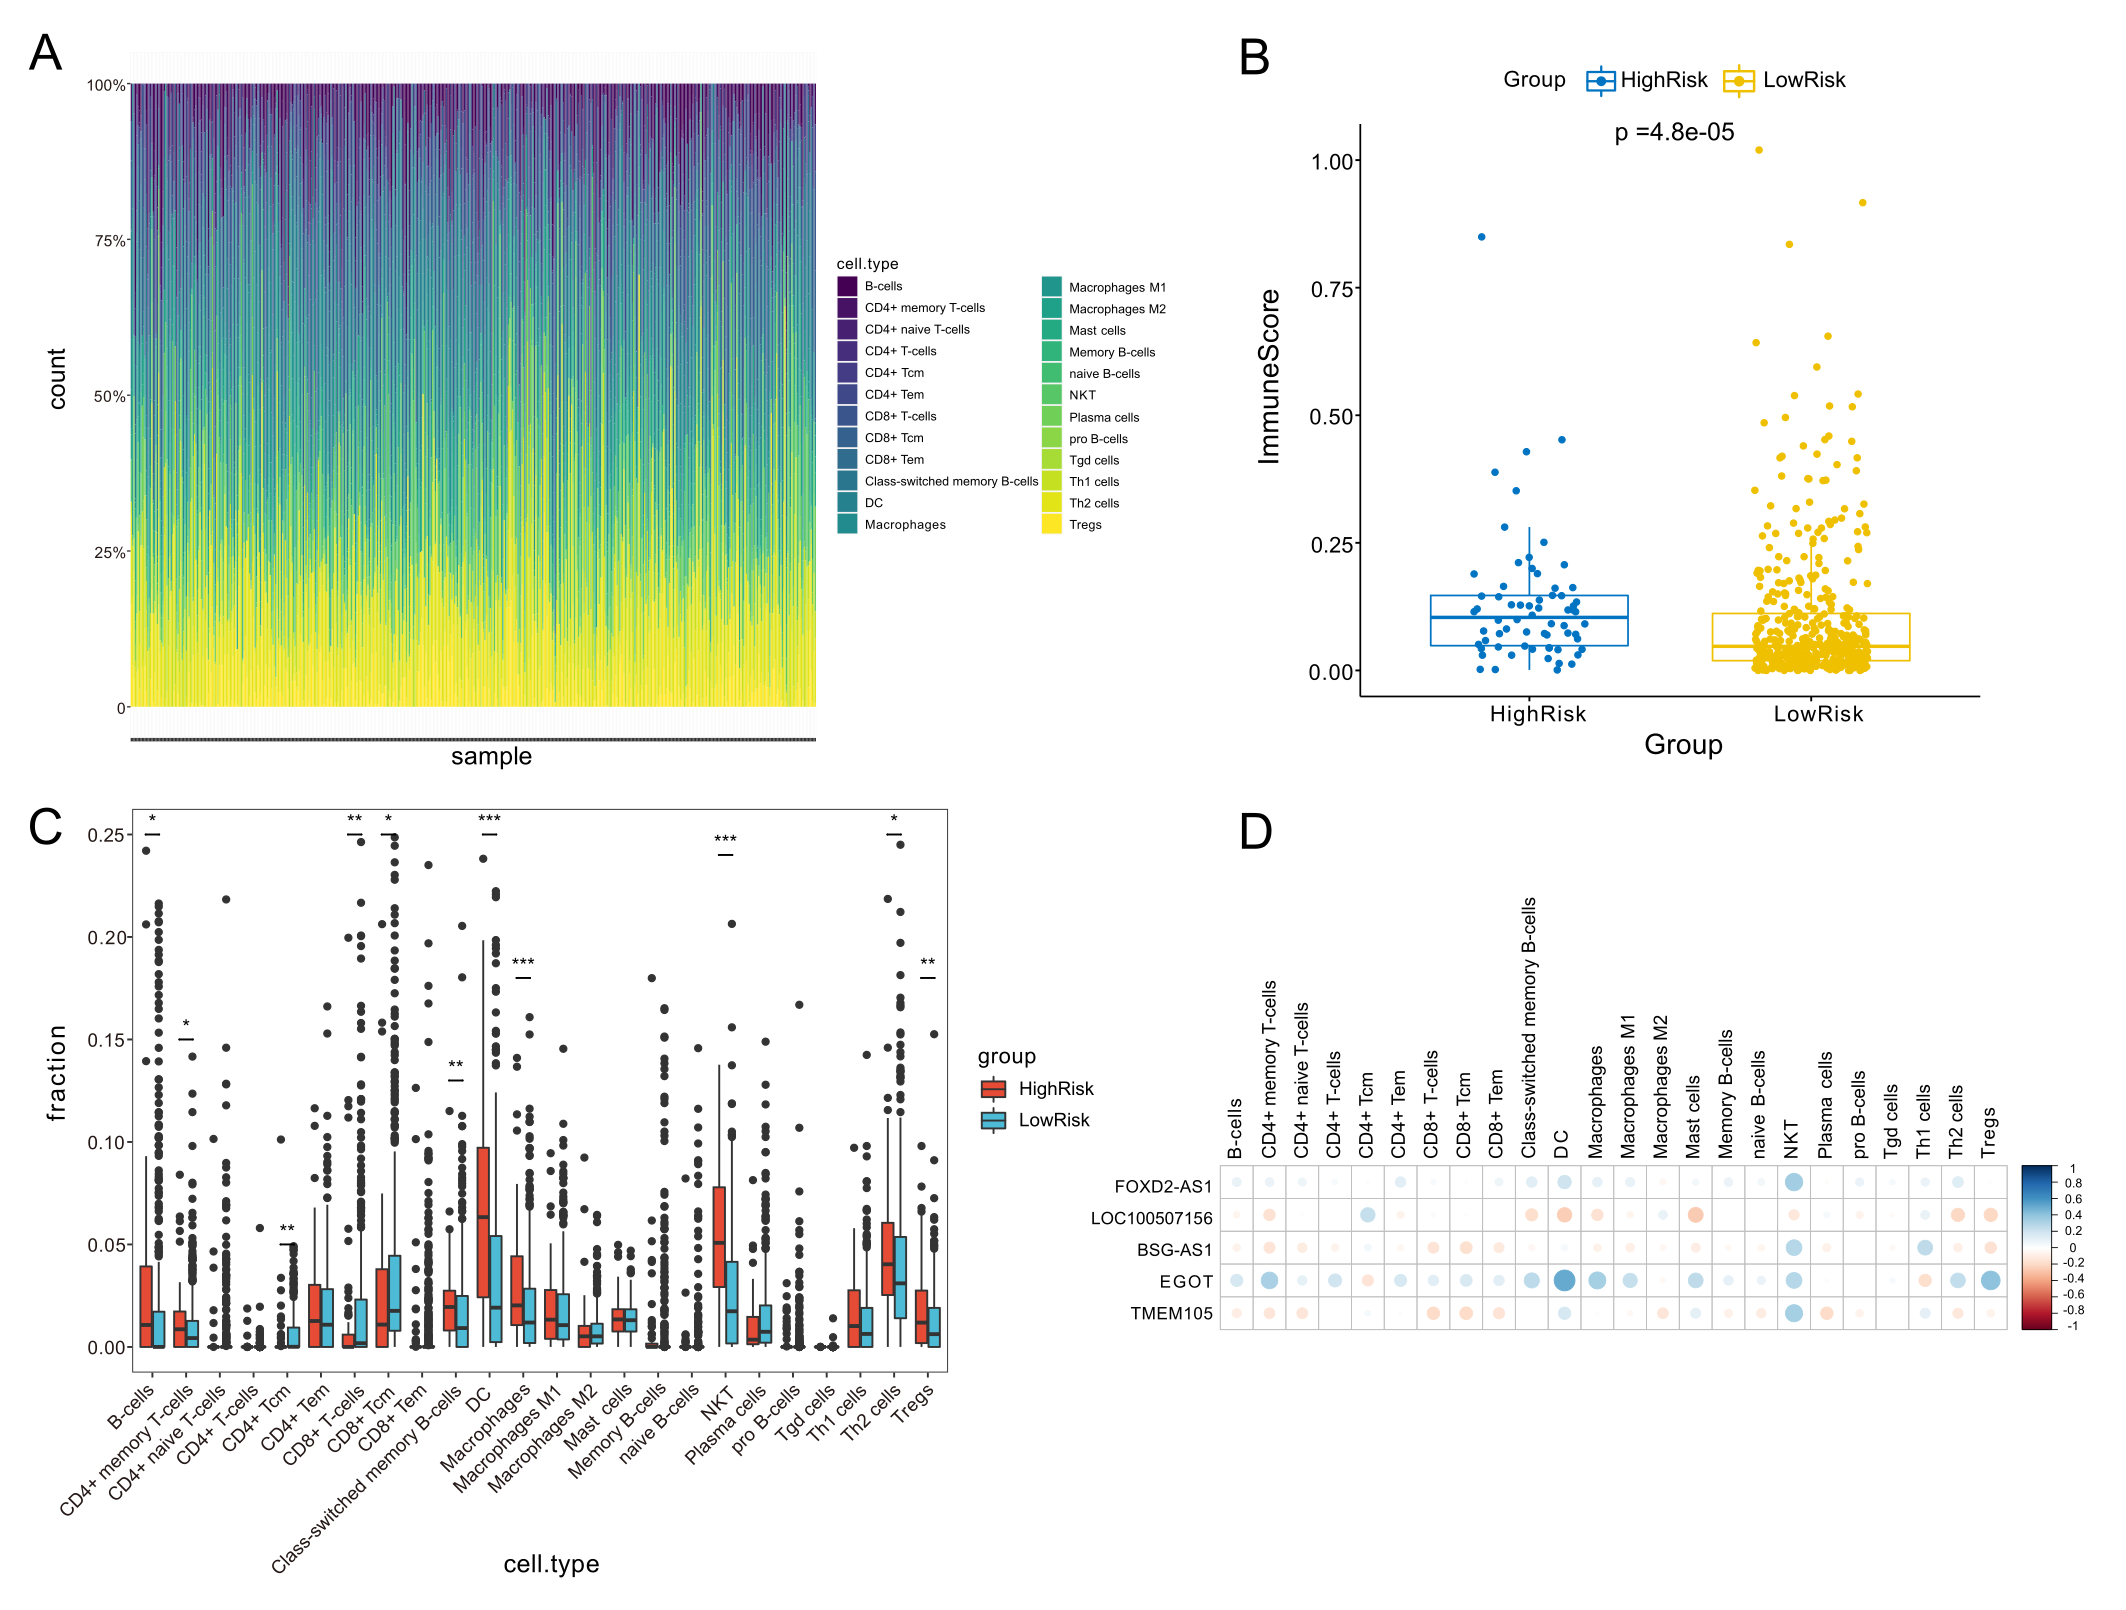 A
100%
75%
50%
25%
0
count
sample
cell.type
B-cells
CD4+ memory T-cells
CD4+ naive T-cells
CD4+ T-cells
CD4+ Tcm
CD4+ Tem
CD8+ T-cells
CD8+ Tcm
CD8+ Tem
Class-switched memory B-cells
DC
Macrophages
Macrophages M1
Macrophages M2
Mast cells
Memory B-cells
naive B-cells
NKT
Plasma cells
pro B-cells
Tgd cells
Th1 cells
Th2 cells
Tregs
B
Group HighRisk LowRisk
p =4.8e-05
1.00
0.75
0.50
0.25
0.00
ImmuneScore
HighRisk LowRisk
Group
C
0.25
0.20
0.15
0.10
0.05
0.00
fraction
*
*
**
**
*
**
***
***
***
*
**
B-cells
CD4+ memory T-cells
CD4+ naive T-cells
CD4+ T-cells
CD4+ Tcm
CD4+ Tem
CD8+ T-cells
CD8+ Tcm
CD8+ Tem
Class-switched memory B-cells
DC
Macrophages
Macrophages M1
Macrophages M2
Mast cells
Memory B-cells
naive B-cells
NKT
Plasma cells
pro B-cells
Tgd cells
Th1 cells
Th2 cells
Tregs
cell.type
group
HighRisk
LowRisk
D
B-cells
CD4+ memory T-cells
CD4+ naive T-cells
CD4+ T-cells
CD4+ Tcm
CD4+ Tem
CD8+ T-cells
CD8+ Tcm
CD8+ Tem
Class-switched memory B-cells
DC
Macrophages
Macrophages M1
Macrophages M2
Mast cells
Memory B-cells
naive B-cells
NKT
Plasma cells
pro B-cells
Tgd cells
Th1 cells
Th2 cells
Tregs
FOXD2-AS1
LOC100507156
BSG-AS1
EGOT
TMEM105
1
0.8
0.6
0.4
0.2
0
-0.2
-0.4
-0.6
-0.8
-1